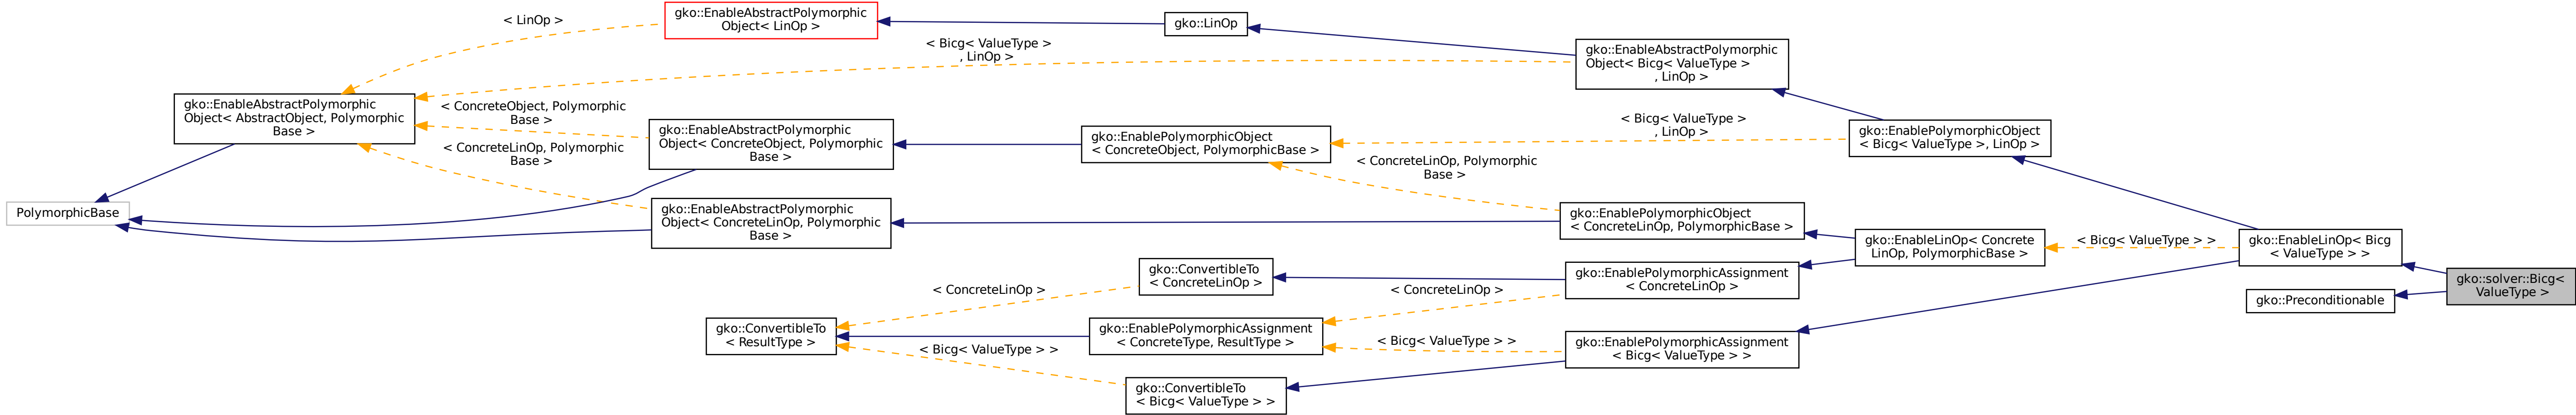 gko::EnableAbstractPolymorphic
Object< LinOp >
< LinOp >
gko::LinOp
< Bicg< ValueType >
, LinOp >
gko::EnableAbstractPolymorphic
Object< Bicg< ValueType >
, LinOp >
gko::EnableAbstractPolymorphic
Object< AbstractObject, Polymorphic
Base >
< ConcreteObject, Polymorphic
Base >
< ConcreteLinOp, Polymorphic
Base >
gko::EnableAbstractPolymorphic
Object< ConcreteObject, Polymorphic
Base >
gko::EnablePolymorphicObject
< ConcreteObject, PolymorphicBase >
< Bicg< ValueType >
, LinOp >
< ConcreteLinOp, Polymorphic
Base >
gko::EnablePolymorphicObject
< Bicg< ValueType >, LinOp >
PolymorphicBase
gko::EnableAbstractPolymorphic
Object< ConcreteLinOp, Polymorphic
Base >
gko::EnablePolymorphicObject
< ConcreteLinOp, PolymorphicBase >
gko::EnableLinOp< Concrete
LinOp, PolymorphicBase >
< Bicg< ValueType > >
gko::EnableLinOp< Bicg
< ValueType > >
gko::solver::Bicg<
ValueType >
gko::Preconditionable
gko::ConvertibleTo
< ConcreteLinOp >
< ConcreteLinOp >
gko::EnablePolymorphicAssignment
< ConcreteLinOp >
< ConcreteLinOp >
gko::ConvertibleTo
< ResultType >
gko::EnablePolymorphicAssignment
< ConcreteType, ResultType >
< Bicg< ValueType > >
gko::EnablePolymorphicAssignment
< Bicg< ValueType > >
< Bicg< ValueType > >
gko::ConvertibleTo
< Bicg< ValueType > >